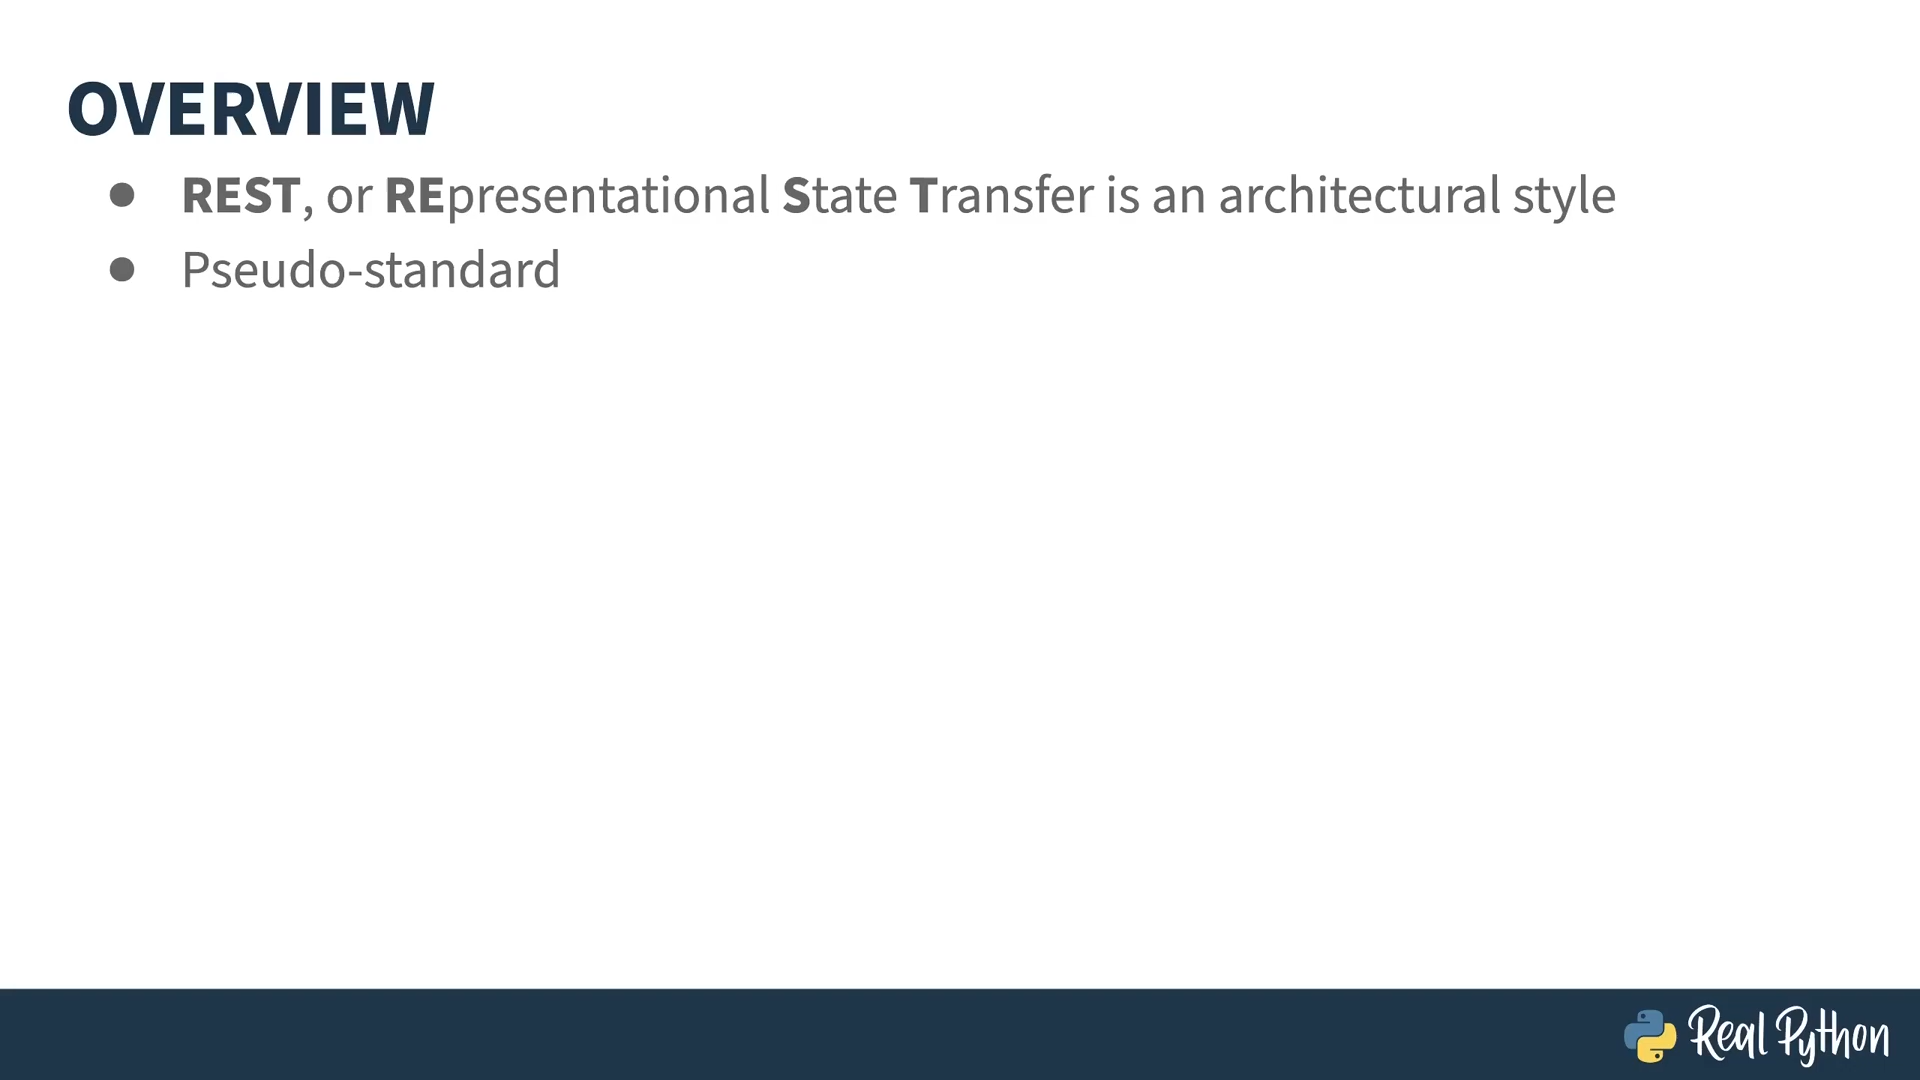 OVERVIEW
● REST, or REpresentational State Transfer is an architectural style
● Pseudo-standard
Real Python